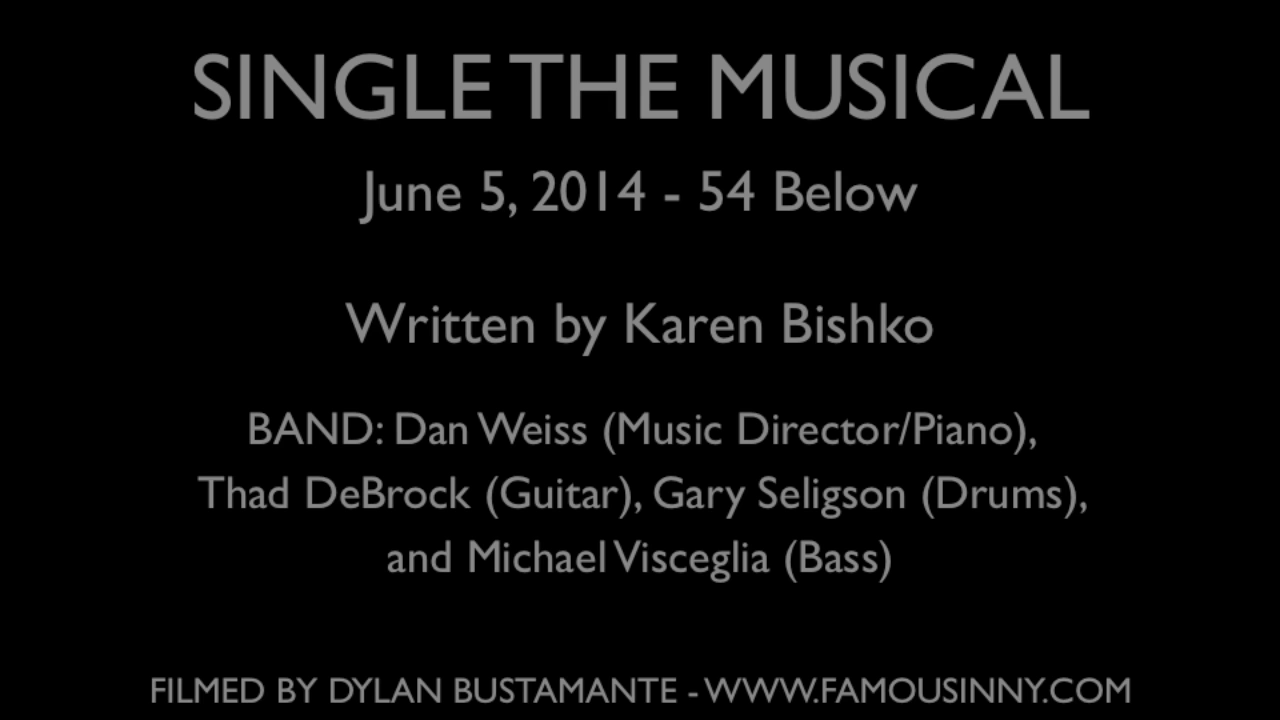 SINGLE THE MUSICAL
June 5, 2014 - 54 Below
Written by Karen Bishko
BAND: Dan Weiss (Music Director/Piano),
Thad DeBrock (Guitar), Gary Seligson (Drums),
and Michael Visceglia (Bass)
FILMED BY DYLAN BUSTAMANTE - WWW.FAMOUSINNY.COM